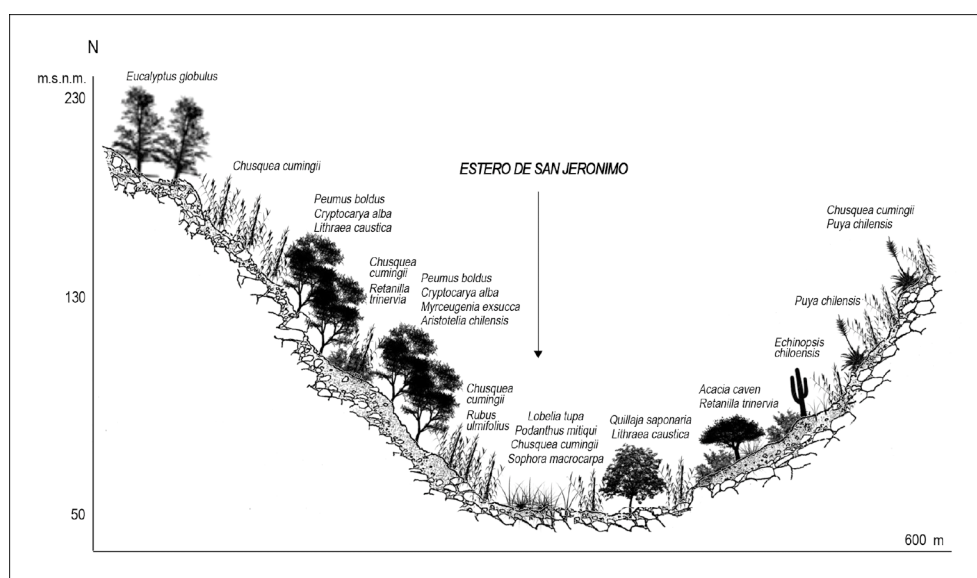 N
m.s.n.m.
230
Eucalyptus globulus
Chusquea cumingii
ESTERO DE SAN JERONIMO
Peumus boldus
Cryptocarya alba
Lithraea caustica
Chusquea cumingii
Puya chilensis
Chusquea
cumingii
Retanilla
trinervia
Peumus boldus
Cryptocarya alba
Myrceugenia exsucca
Aristotelia chilensis
130
Puya chilensis
Echinopsis
chiloensis
Chusquea
cumingii
Rubus
ulmifolius
Lobelia tupa
Podanthus mitiqui
Chusquea cumingii
Sophora macrocarpa
Quillaja saponaria
Lithraea caustica
Acacia caven
Retanilla trinervia
50
600 m